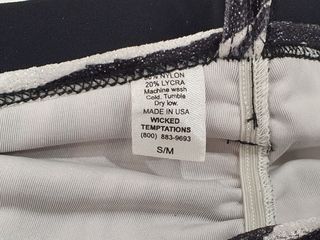 NYLON
20% LYCRA
Machine wash
Cold. Tumble
Dry low.
MADE IN USA
WICKED
TEMPTATIONS
(800) 883-9693
S/M